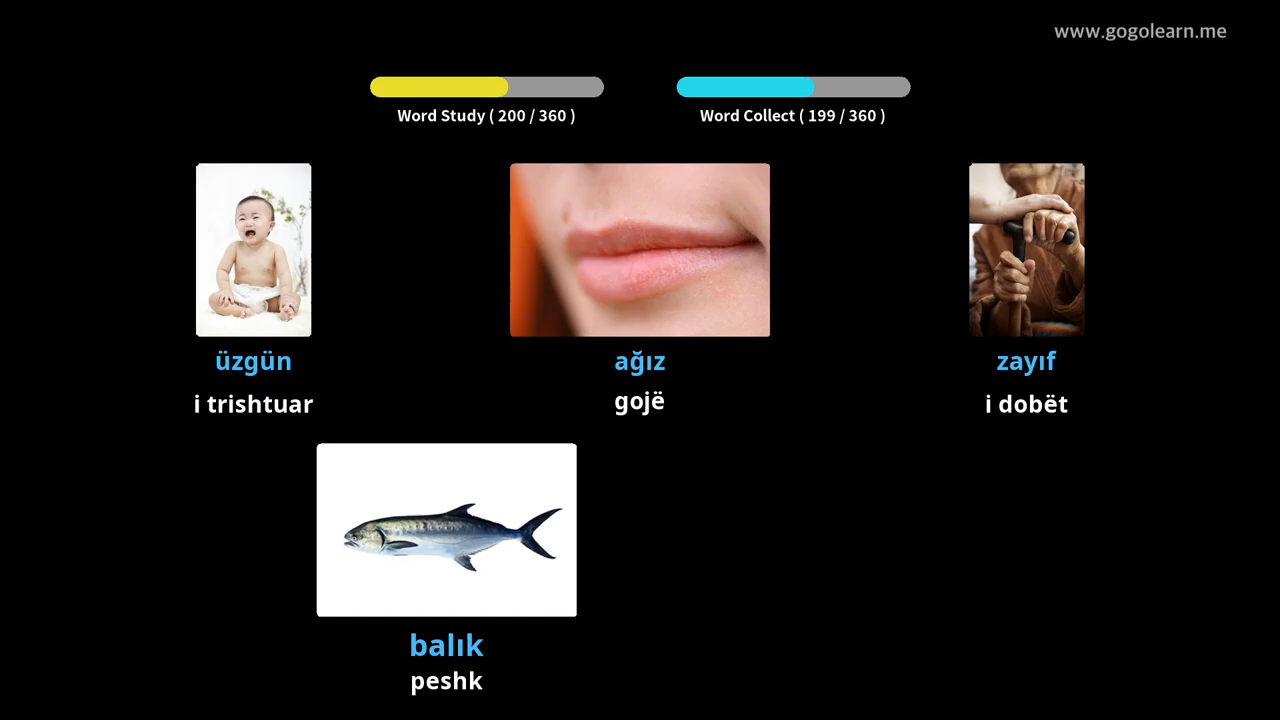 www.gogolearn.me
Word Study ( 200 / 360 )
Word Collect ( 199 / 360 )
üzgün
ağız
zayıf
i trishtuar
gojë
i dobët
balık
peshk